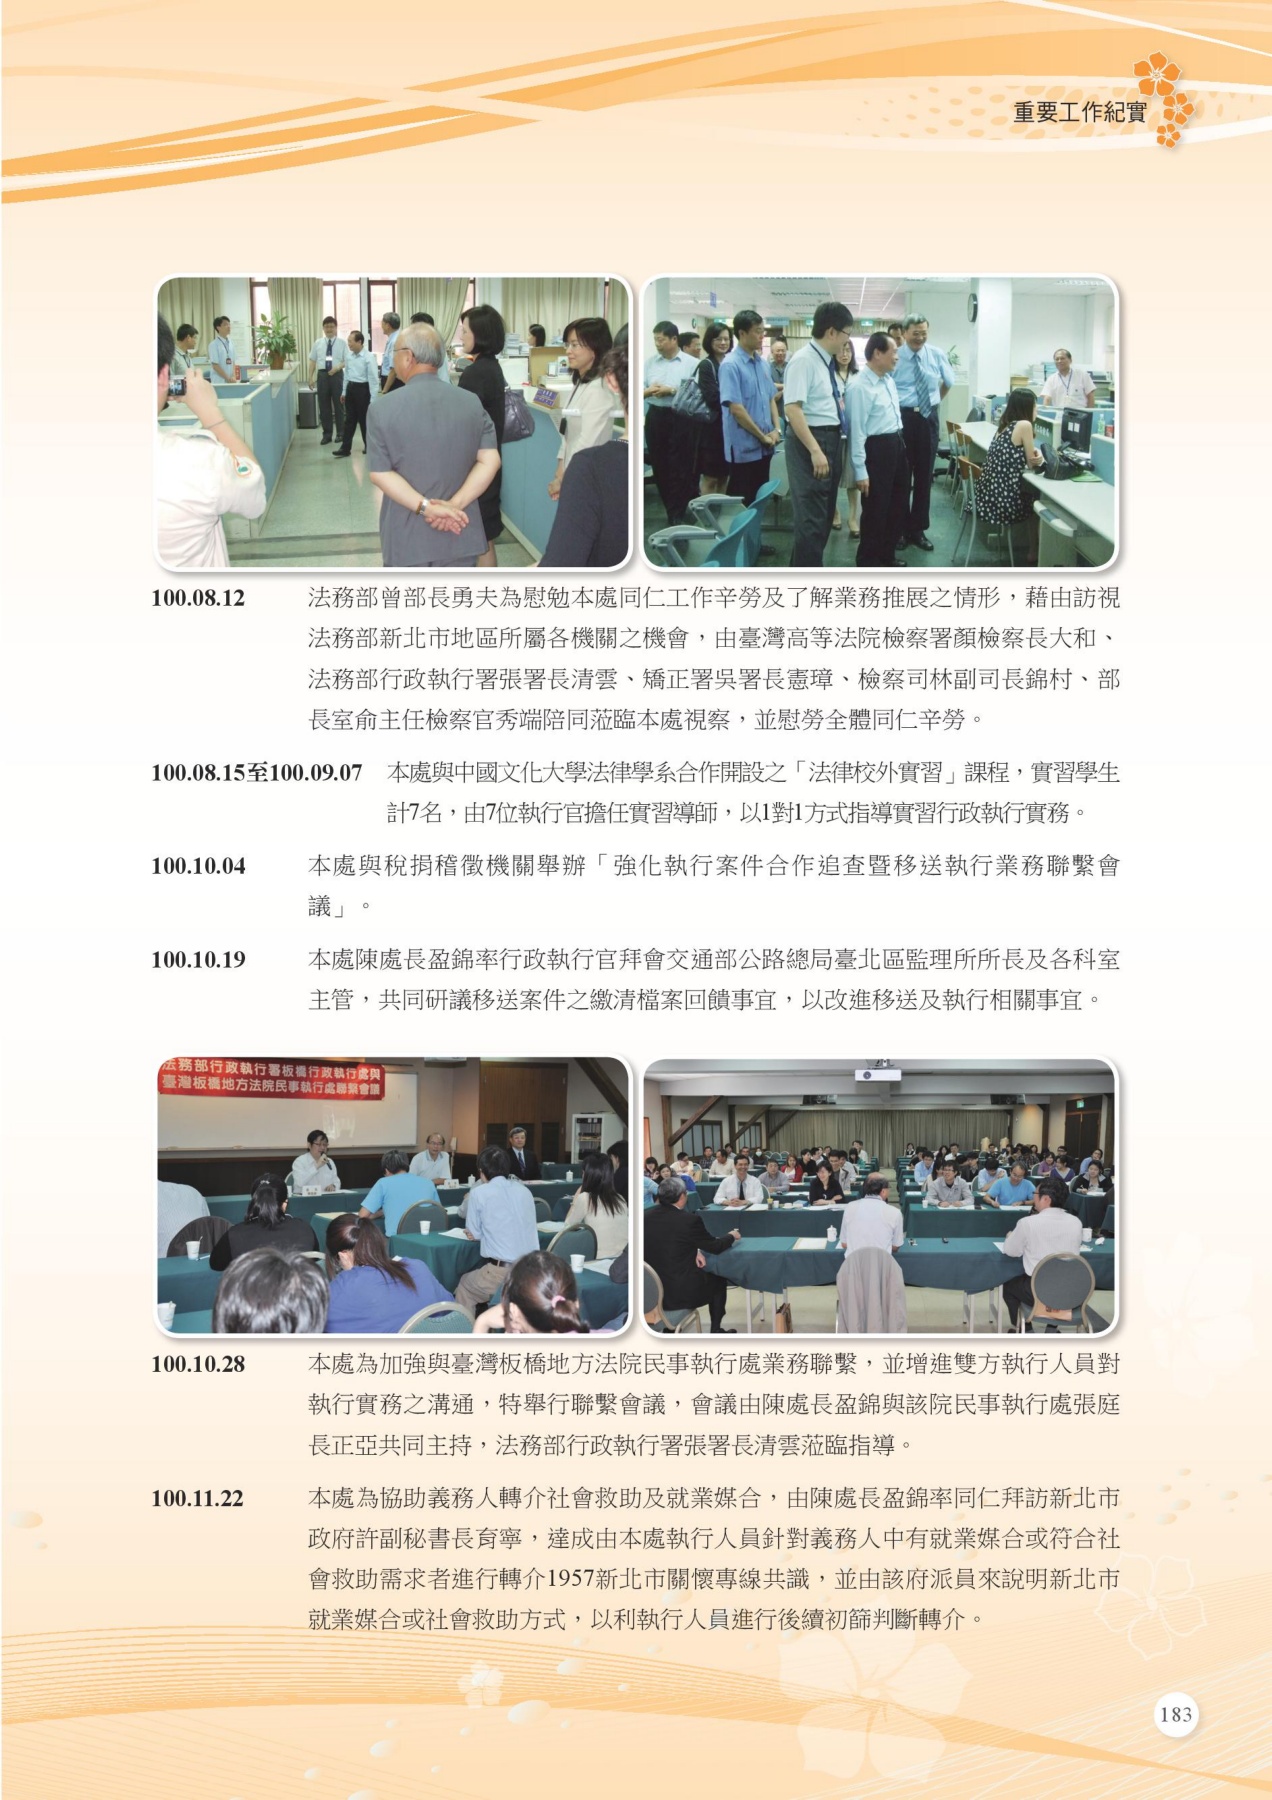 重要工作紀實
100.08.12 法務部曾部長勇夫為慰勉本處同仁工作辛勞及了解業務推展之情形，藉由訪視
法務部新北市地區所屬各機關之機會，由臺灣高等法院檢察署顏檢察長大和、
法務部行政執行署張署長清雲、矯正署吳署長憲璋、檢察司林副司長錦村、部
長室俞主任檢察官秀端陪同蒞臨本處視察，並慰勞全體同仁辛勞。
100.08.15至100.09.07 本處與中國文化大學法律學系合作開設之「法律校外實習」課程，實習學生
計7名，由7位執行官擔任實習導師，以1對1方式指導實習行政執行實務。
100.10.04 本處與稅捐稽徵機關舉辦「強化執行案件合作追查暨移送執行業務聯繫會
議」。
100.10.19 本處陳處長盈錦率行政執行官拜會交通部公路總局臺北區監理所所長及各科室
主管，共同研議移送案件之繳清檔案回饋事宜，以改進移送及執行相關事宜。
法務部行政執行署板橋行政執行處與
臺灣板橋地方法院民事執行處聯繫會議
100.10.28 本處為加強與臺灣板橋地方法院民事執行處業務聯繫，並增進雙方執行人員對
執行實務之溝通，特舉行聯繫會議，會議由陳處長盈錦與該院民事執行處張庭
長正亞共同主持，法務部行政執行署張署長清雲蒞臨指導。
100.11.22 本處為協助義務人轉介社會救助及就業媒合，由陳處長盈錦率同仁拜訪新北市
政府許副秘書長育寧，達成由本處執行人員針對義務人中有就業媒合或符合社
會救助需求者進行轉介1957新北市關懷專線共識，並由該府派員來說明新北市
就業媒合或社會救助方式，以利執行人員進行後續初篩判斷轉介。
183